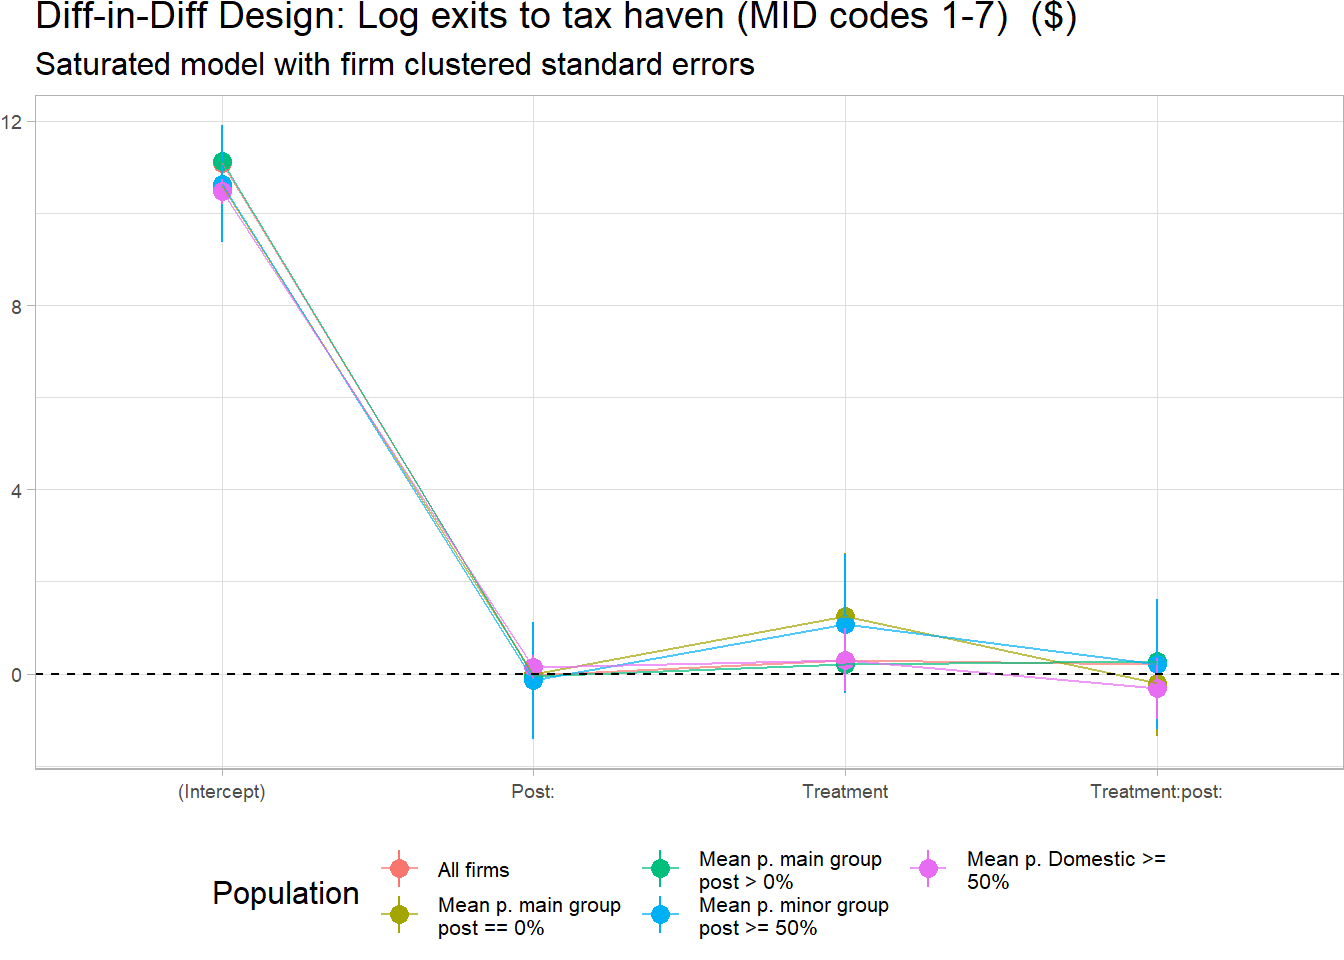 Diff-in-Diff Design: Log exits to tax haven (MID codes 1-7)  ($)
Saturated model with firm clustered standard errors
12
8
4
0
(Intercept)
Post:
Treatment
Treatment:post:
Population
All firms
Mean p. main group
post == 0%
Mean p. main group
post > 0%
Mean p. minor group
post >= 50%
Mean p. Domestic >=
50%